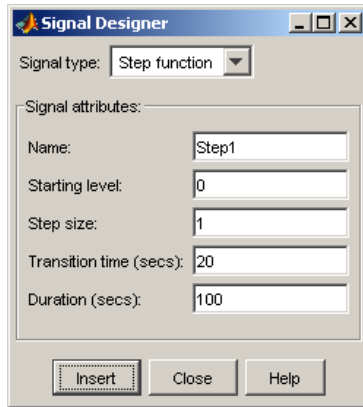 Signal Designer
Signal type: Step function
Signal attributes:
Name: Step1
Starting level: 0
Step size: 1
Transition time (secs): 20
Duration (secs): 100
Insert Close Help